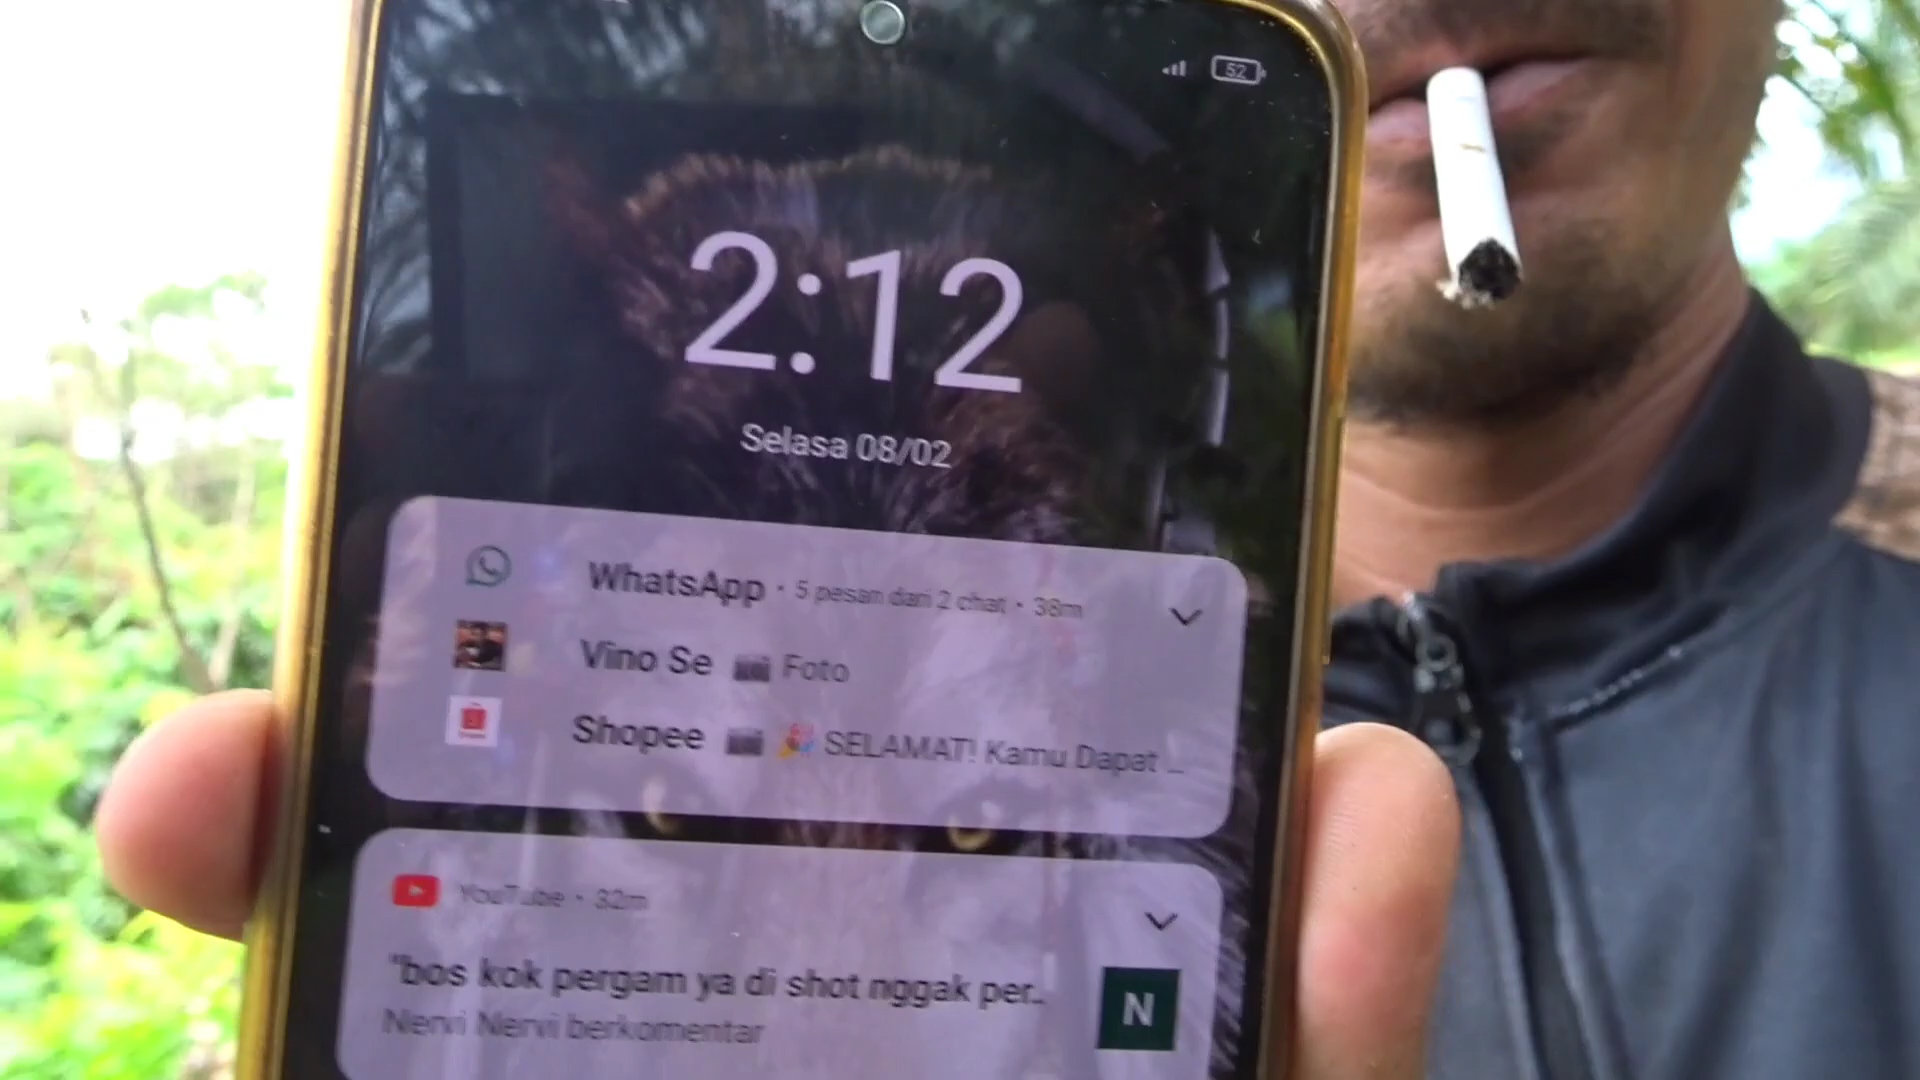 52
2:12
Selasa 08/02
WhatsApp · 5 pesan dari 2 chat · 38m
Vino Se Foto
Shopee 🎉 SELAMAT! Kamu Dapat ...
YouTube · 32m
"bos kok pergam ya di shot nggak per...
N
Nervi Nervi berkomentar